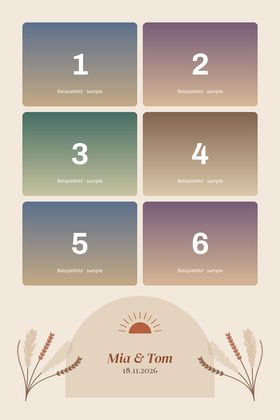 1
Beispielbild · sample
2
Beispielbild · sample
3
Beispielbild · sample
4
Beispielbild · sample
5
Beispielbild · sample
6
Beispielbild · sample
Mia & Tom
18.11.2026